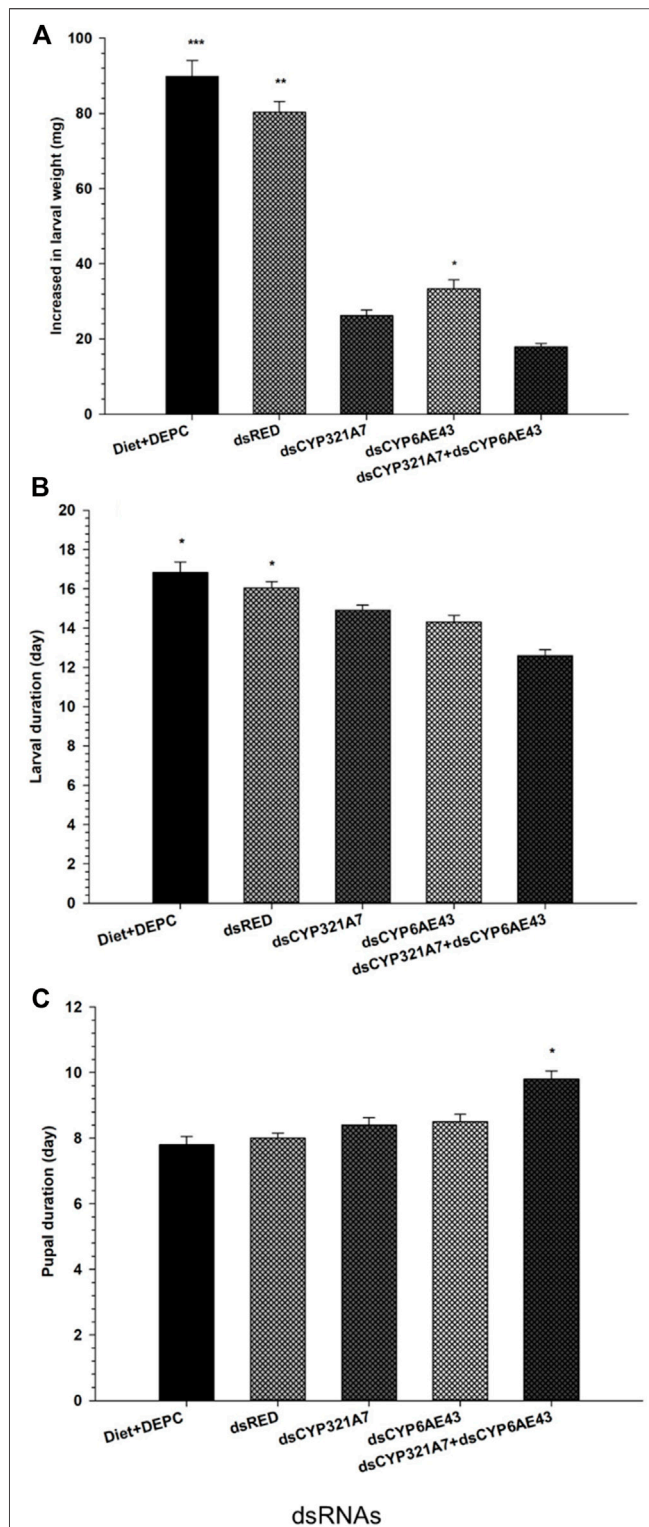 A
Increased in larval weight (mg)
100
80
60
40
20
0
***
**
*
Diet+DEPC
dsRED
dsCYP321A7
dsCYP6AE43
dsCYP321A7+dsCYP6AE43
B
Larval duration (day)
20
18
16
14
12
10
8
6
4
2
0
*
*
Diet+DEPC
dsRED
dsCYP321A7
dsCYP6AE43
dsCYP321A7+dsCYP6AE43
C
Pupal duration (day)
12
10
8
6
4
2
0
*
Diet+DEPC
dsRED
dsCYP321A7
dsCYP6AE43
dsCYP321A7+dsCYP6AE43
dsRNAs